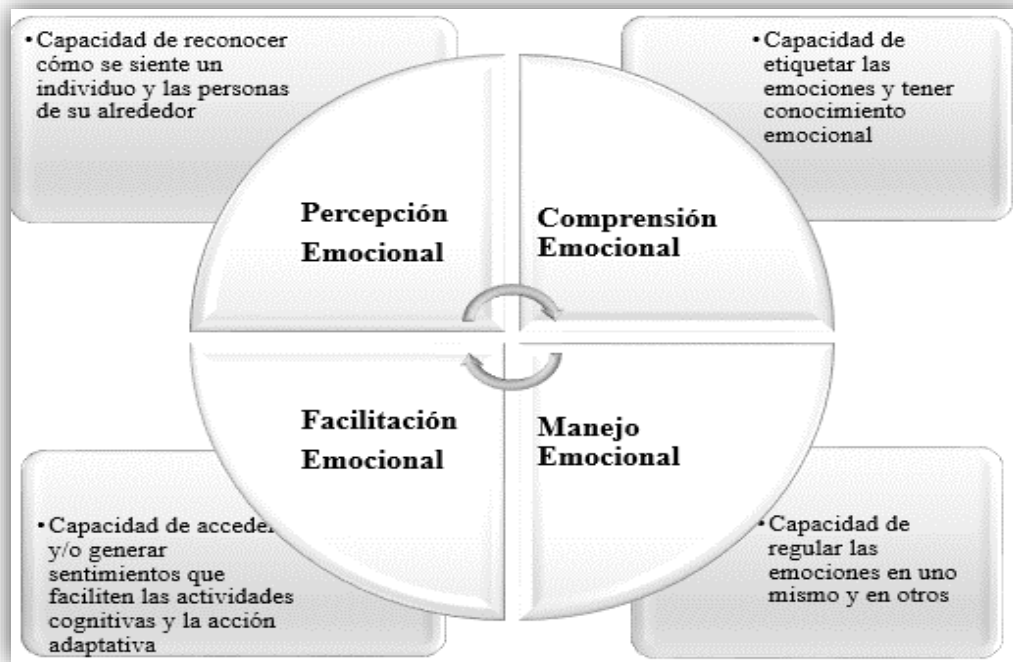 •Capacidad de reconocer
cómo se siente un
individuo y las personas
de su alrededor
•Capacidad de
etiquetar las
emociones y tener
conocimiento
emocional
Percepción
Emocional
Comprensión
Emocional
Facilitación
Emocional
Manejo
Emocional
•Capacidad de acceder
y/o generar
sentimientos que
faciliten las actividades
cognitivas y la acción
adaptativa
•Capacidad de
regular las
emociones en uno
mismo y en otros